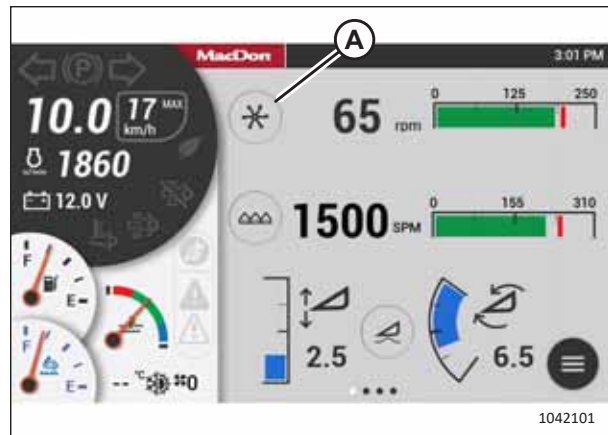 A
MacDon
3:01 PM
P
10.0 17 MAX
km/h
1860
12.0 V
65 rpm
0 125 250
1500 SPM
0 155 310
F
E
F
E
2.5
6.5
-- °C 0
1042101